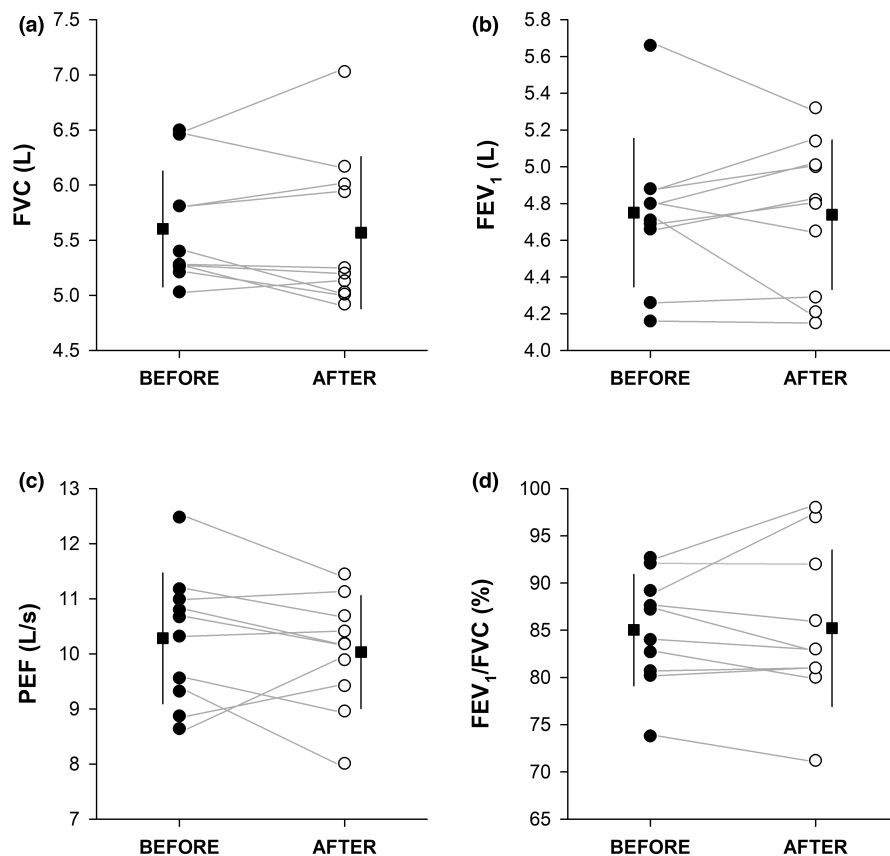 (a)
FVC (L)
7.5
7.0
6.5
6.0
5.5
5.0
4.5
BEFORE AFTER
(b)
FEV1 (L)
5.8
5.6
5.4
5.2
5.0
4.8
4.6
4.4
4.2
4.0
BEFORE AFTER
(c)
PEF (L/s)
13
12
11
10
9
8
7
BEFORE AFTER
(d)
FEV1/FVC (%)
100
95
90
85
80
75
70
65
BEFORE AFTER